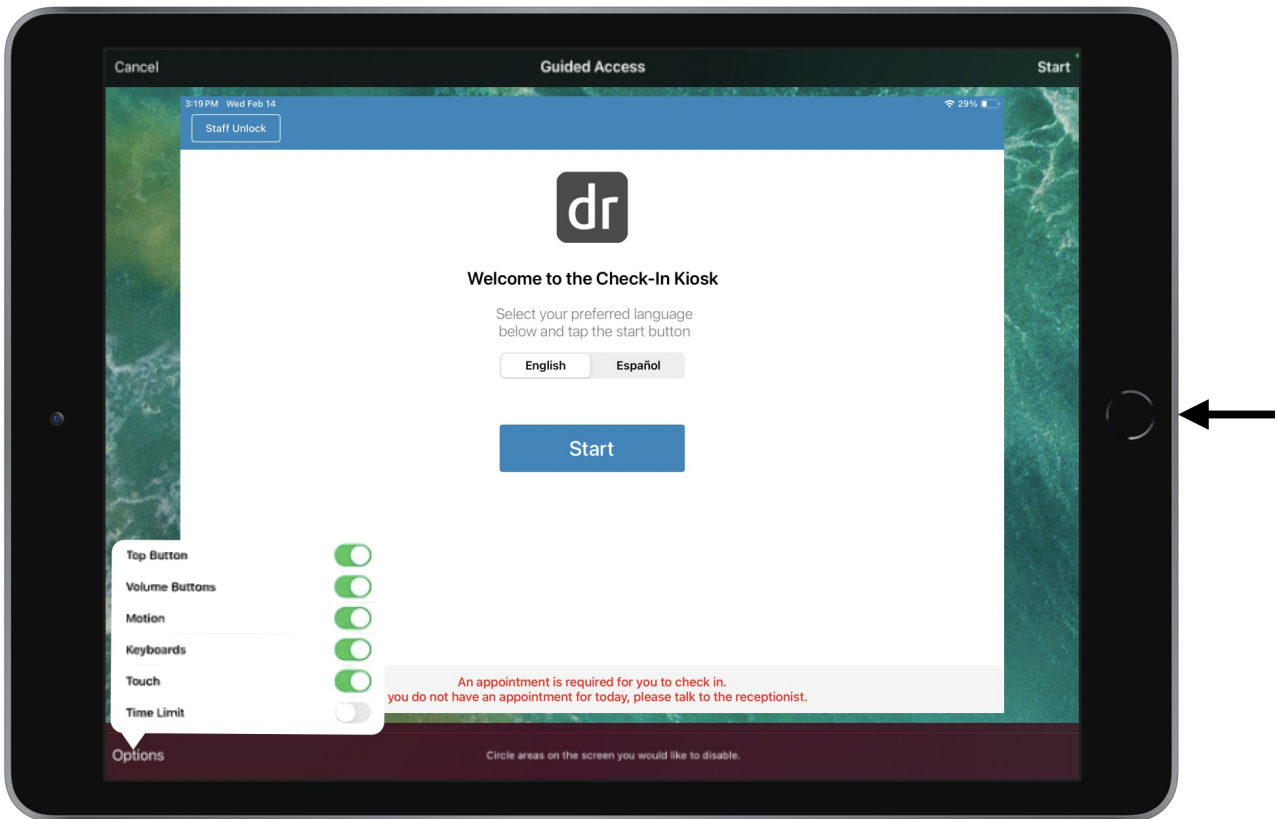 Cancel
Guided Access
Start
3:19 PM Wed Feb 14
29%
Staff Unlock
dr
Welcome to the Check-In Kiosk
Select your preferred language
below and tap the start button
English
Español
Start
Top Button
Volume Buttons
Motion
Keyboards
Touch
Time Limit
An appointment is required for you to check in.
you do not have an appointment for today, please talk to the receptionist.
Options
Circle areas on the screen you would like to disable.